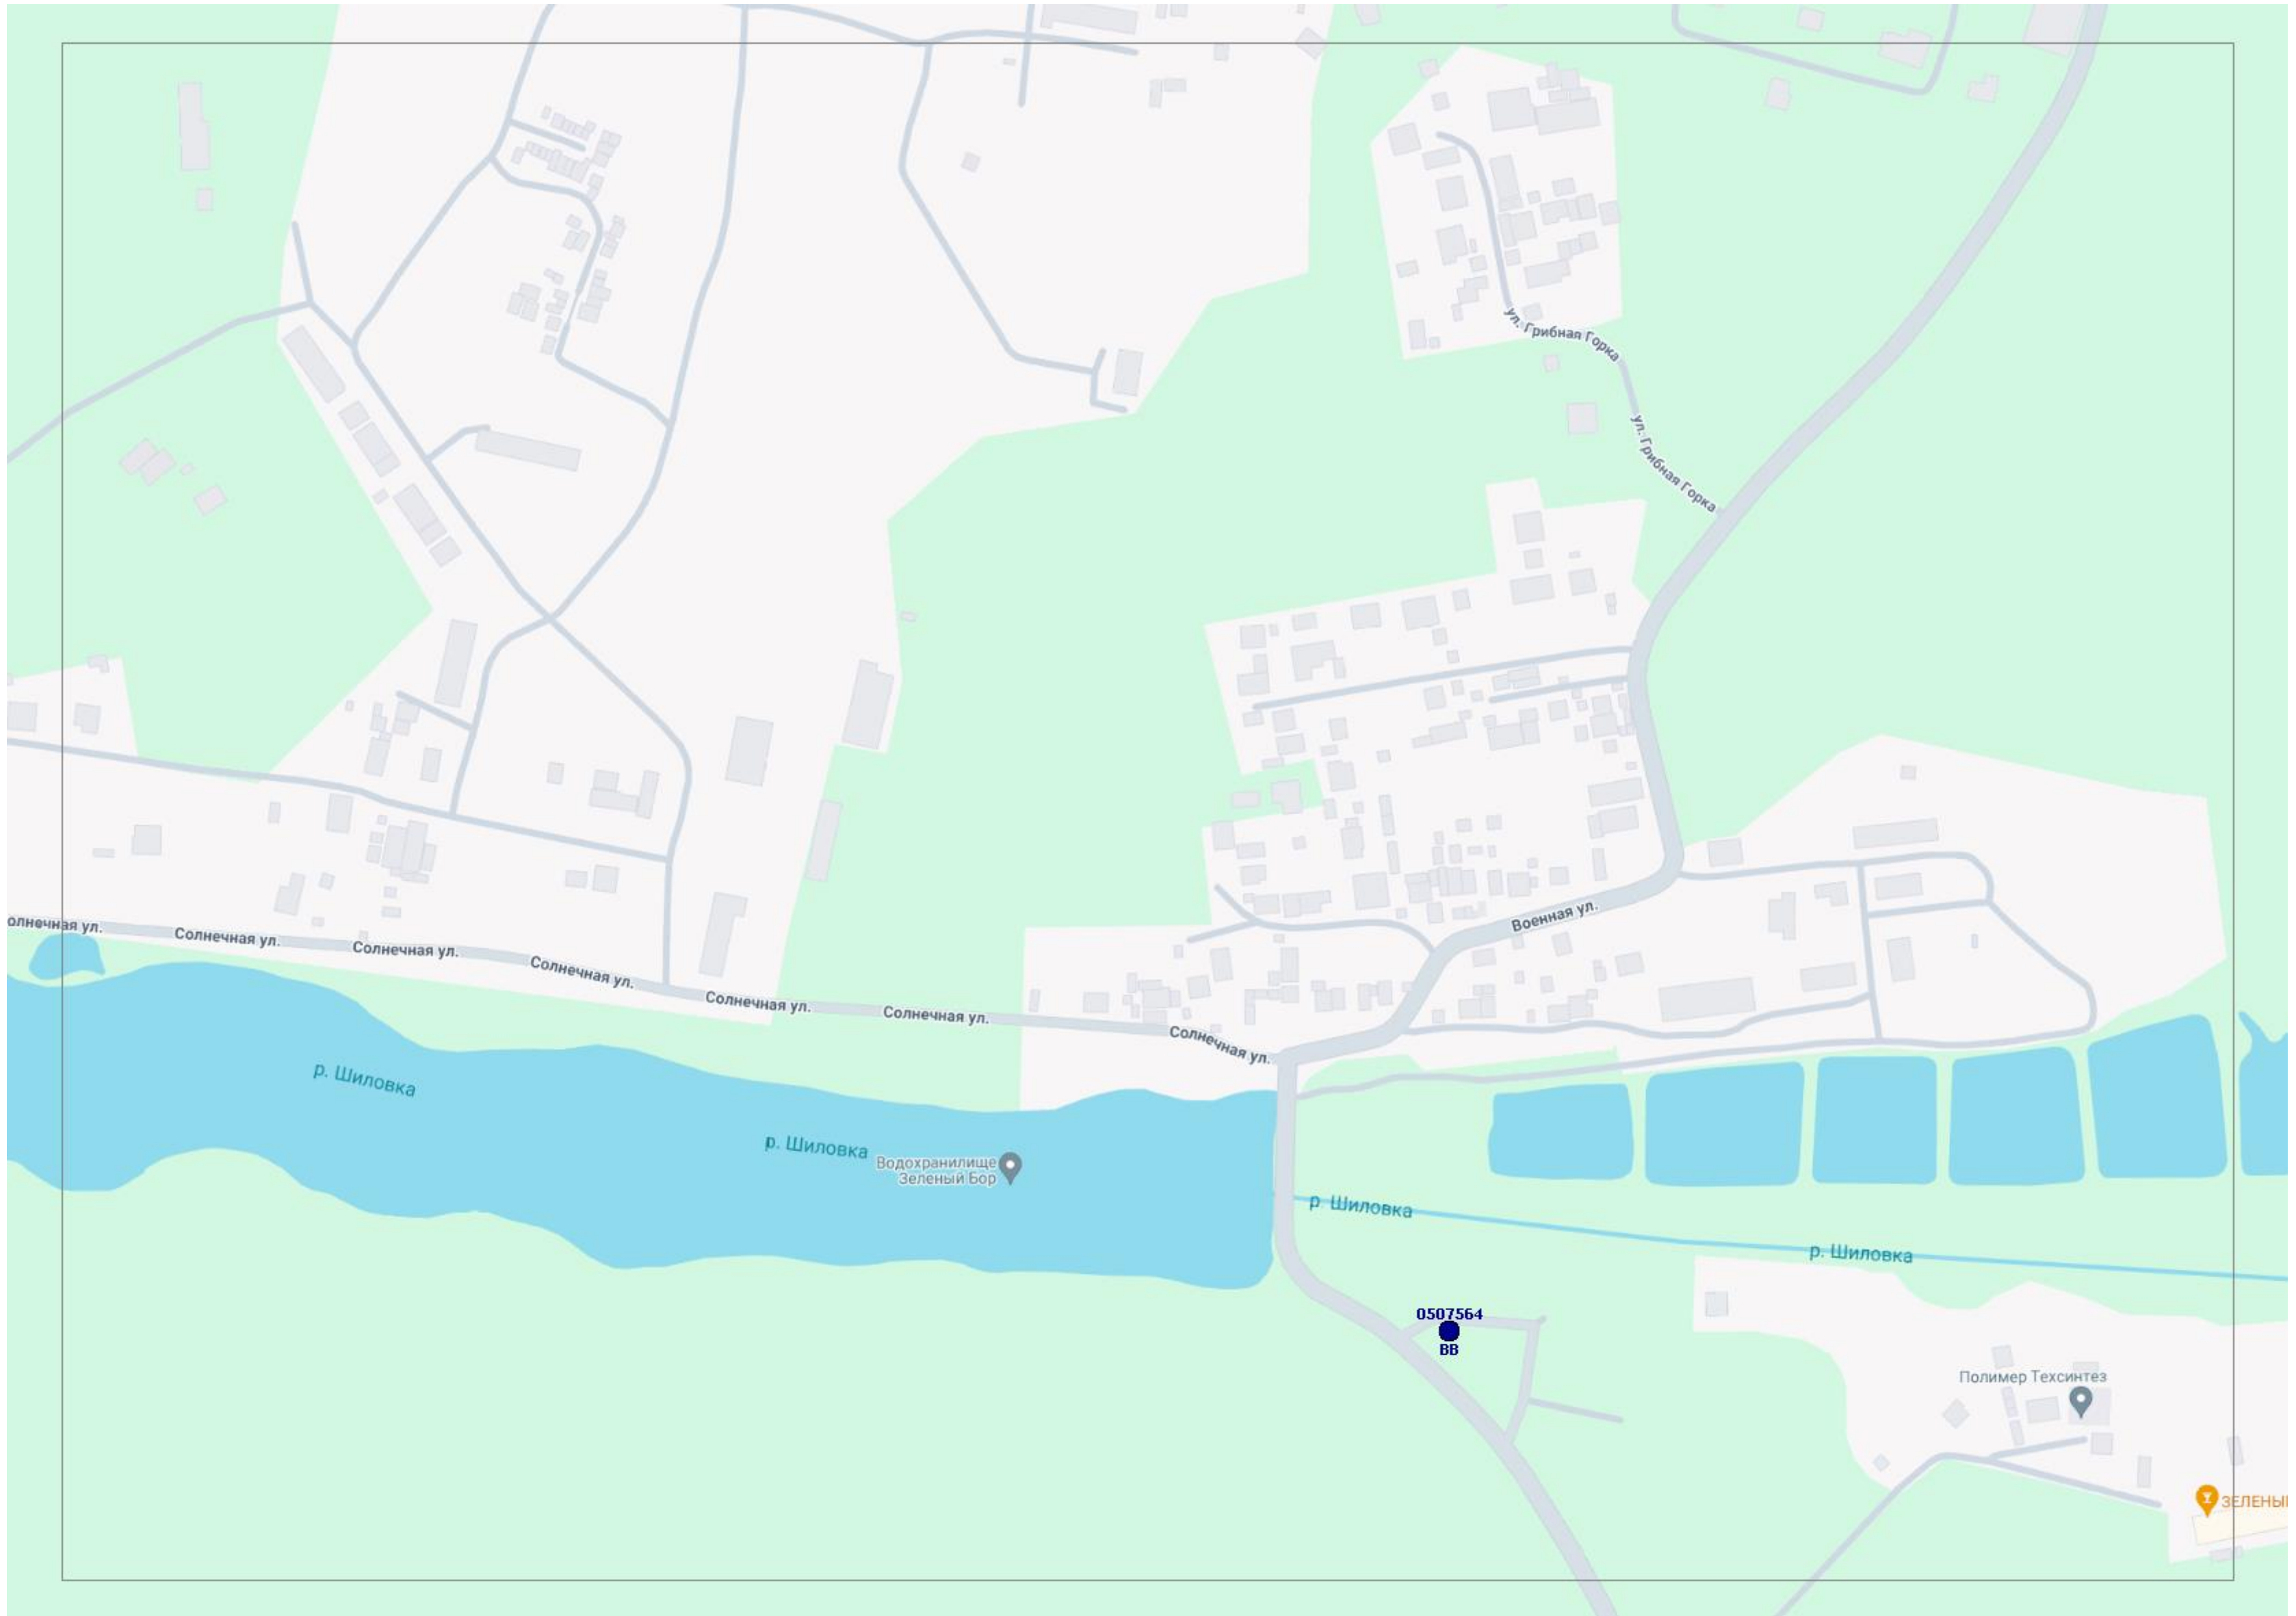 ул. Грибная Горка
ул. Грибная Горка
Военная ул.
олнечная ул.
Солнечная ул.
Солнечная ул.
Солнечная ул.
Солнечная ул.
Солнечная ул.
Солнечная ул.
р. Шиловка
р. Шиловка
Водохранилище
Зеленый Бор
р. Шиловка
р. Шиловка
0507564
BB
Полимер Техсинтез
ЗЕЛЕНЫ